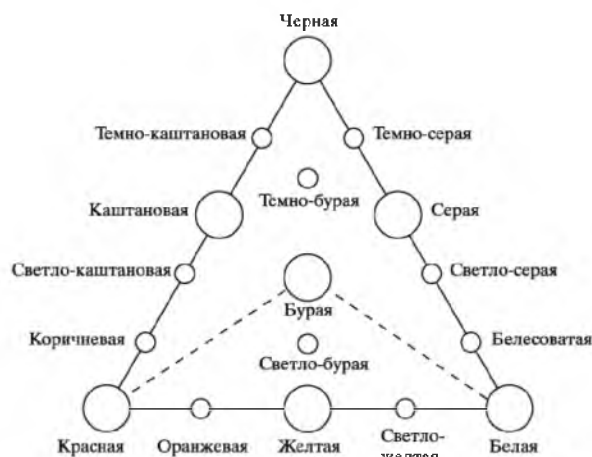 Черная
Темно-каштановая
Темно-серая
Темно-бурая
Каштановая
Серая
Светло-каштановая
Светло-серая
Бурая
Коричневая
Белесоватая
Светло-бурая
Красная
Оранжевая
Желтая
Светло-
желтая
Белая